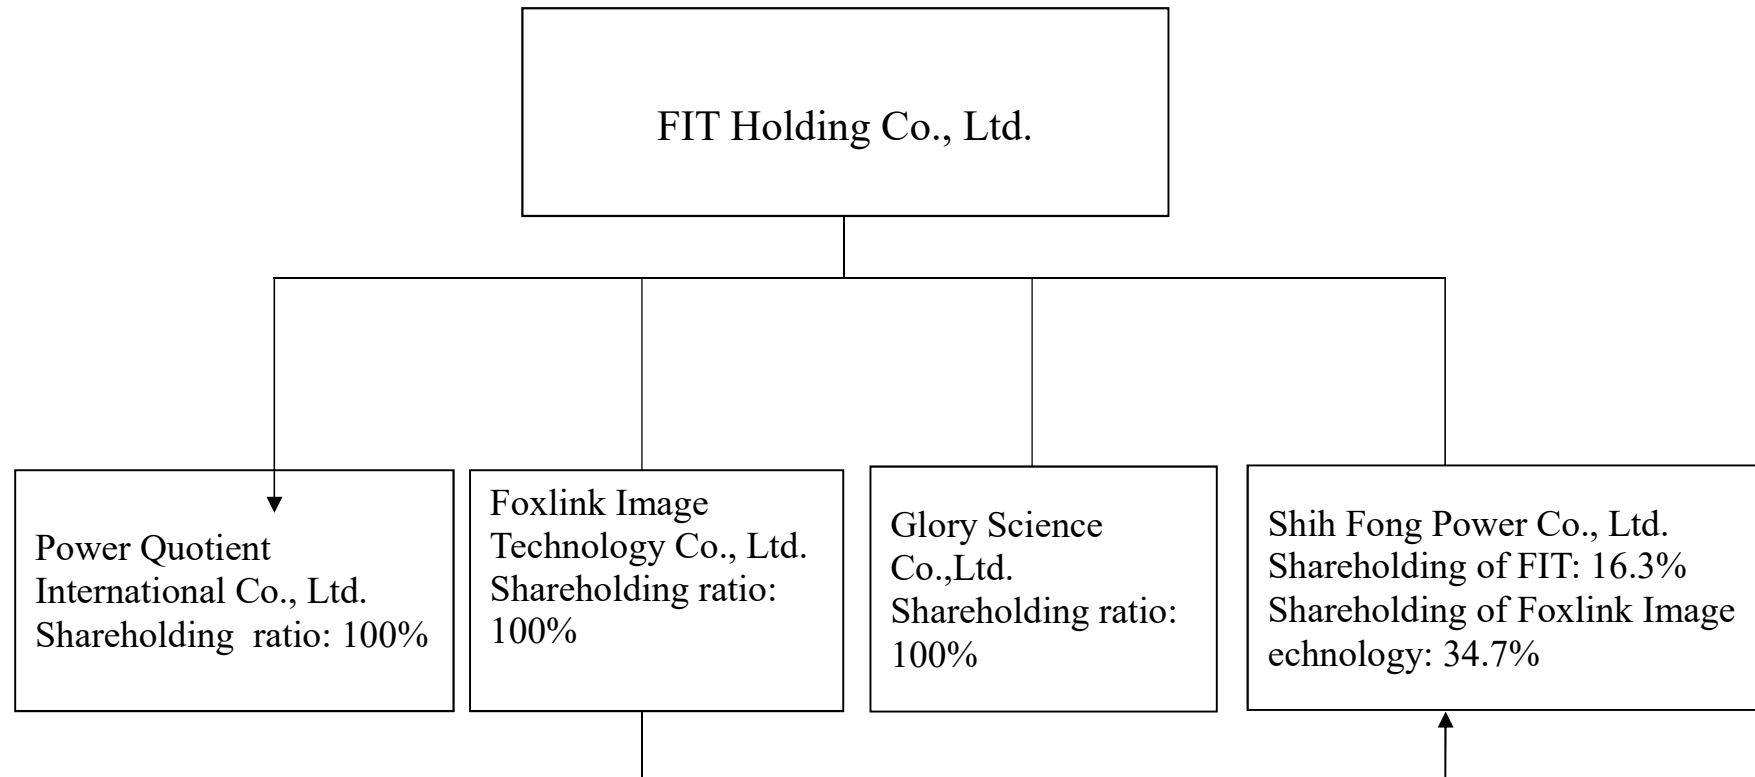 FIT Holding Co., Ltd.
Power Quotient
International Co., Ltd.
Shareholding ratio: 100%
Foxlink Image
Technology Co., Ltd.
Shareholding ratio:
100%
Glory Science
Co.,Ltd.
Shareholding ratio:
100%
Shih Fong Power Co., Ltd.
Shareholding of FIT: 16.3%
Shareholding of Foxlink Image
echnology: 34.7%